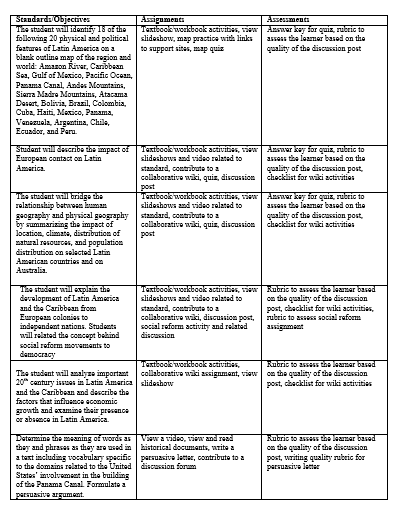 Standards/Objectives
Assignments
Assessments
The student will identify 18 of the
following 20 physical and political
features of Latin America on a
blank outline map of the region and
world: Amazon River, Caribbean
Sea, Gulf of Mexico, Pacific Ocean,
Panama Canal, Andes Mountains,
Sierra Madre Mountains, Atacama
Desert, Bolivia, Brazil, Colombia,
Cuba, Haiti, Mexico, Panama,
Venezuela, Argentina, Chile,
Ecuador, and Peru.
Textbook/workbook activities, view
slideshow, map practice with links
to support sites, map quiz
Answer key for quiz, rubric to
assess the learner based on the
quality of the discussion post
Student will describe the impact of
European contact on Latin
America.
Textbook/workbook activities, view
slideshows and video related to
standard, contribute to a
collaborative wiki, quiz, discussion
post
Answer key for quiz, rubric to
assess the learner based on the
quality of the discussion post,
checklist for wiki activities
The student will bridge the
relationship between human
geography and physical geography
by summarizing the impact of
location, climate, distribution of
natural resources, and population
distribution on selected Latin
American countries and on
Australia.
Textbook/workbook activities, view
slideshows and video related to
standard, contribute to a
collaborative wiki, quiz, discussion
post
Answer key for quiz, rubric to
assess the learner based on the
quality of the discussion post,
checklist for wiki activities
The student will explain the
development of Latin America
and the Caribbean from
European colonies to
independent nations. Students
will related the concept behind
social reform movements to
democracy
Textbook/workbook activities, view
slideshows and video related to
standard, contribute to a
collaborative wiki, discussion post,
social reform activity and related
discussion
Rubric to assess the learner based
on the quality of the discussion
post, checklist for wiki activities,
rubric to assess social reform
assignment
The student will analyze important
20th century issues in Latin America
and the Caribbean and describe the
factors that influence economic
growth and examine their presence
or absence in Latin America.
Textbook/workbook activities,
collaborative wiki assignment, view
slideshow
Rubric to assess the learner based
on the quality of the discussion
post, checklist for wiki activities
Determine the meaning of words as
they and phrases as they are used in
a text including vocabulary specific
to the domains related to the United
States' involvement in the building
of the Panama Canal. Formulate a
persuasive argument.
View a video, view and read
historical documents, write a
persuasive letter, contribute to a
discussion forum
Rubric to assess the learner based
on the quality of the discussion
post, writing quality rubric for
persuasive letter